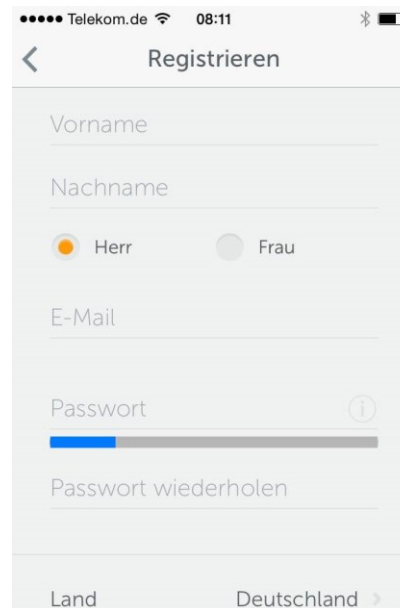 Telekom.de 08:11
Registrieren
Vorname
Nachname
Herr Frau
E-Mail
Passwort i
Passwort wiederholen
Land Deutschland